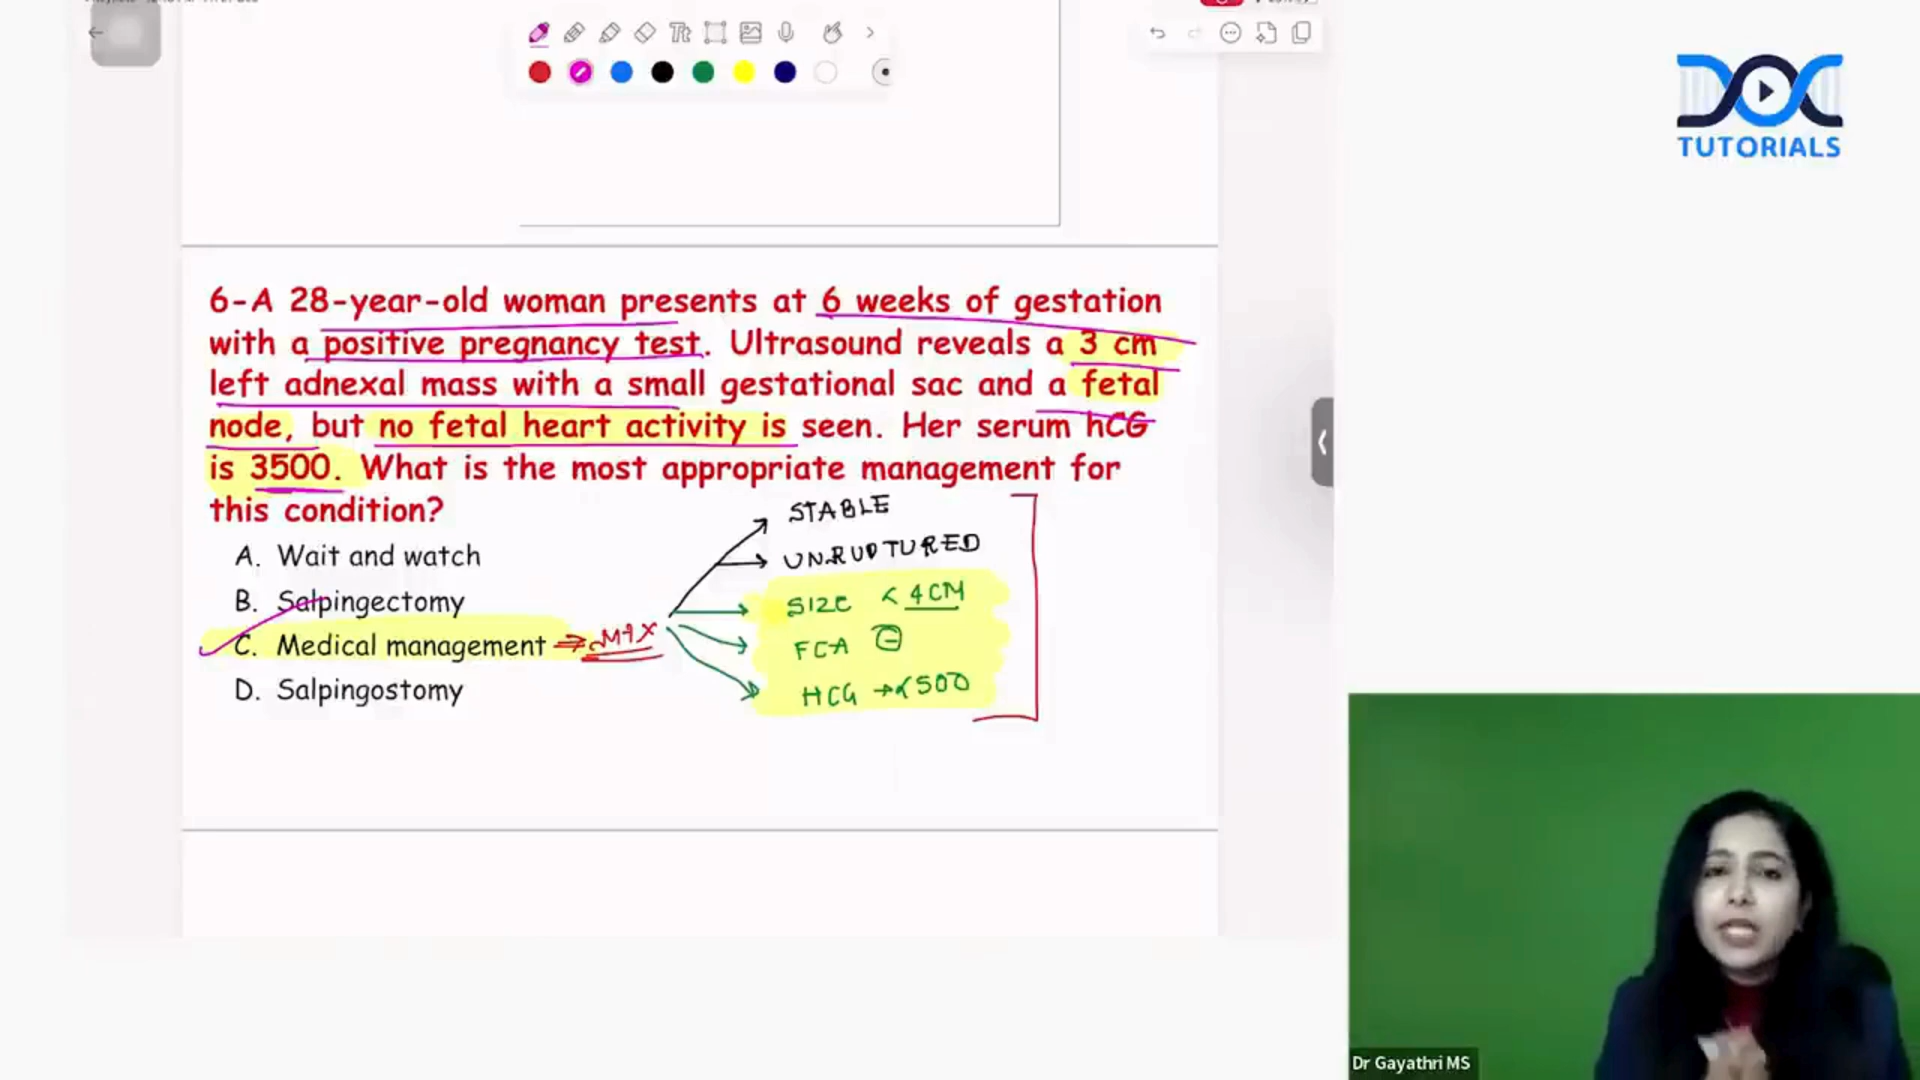 DOC
TUTORIALS
6-A 28-year-old woman presents at 6 weeks of gestation
with a positive pregnancy test. Ultrasound reveals a 3 cm
left adnexal mass with a small gestational sac and a fetal
node, but no fetal heart activity is seen. Her serum hCG
is 3500. What is the most appropriate management for
this condition?
A. Wait and watch
B. Salpingectomy
C. Medical management ⇒ MTX
D. Salpingostomy
STABLE
UNRUPTURED
SIZE < 4CM
FCA ⊖
HCG →
Dr Gayathri MS